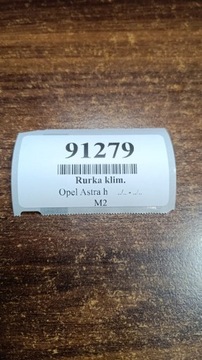 91279
Rurka klim.
Opel Astra h
M2